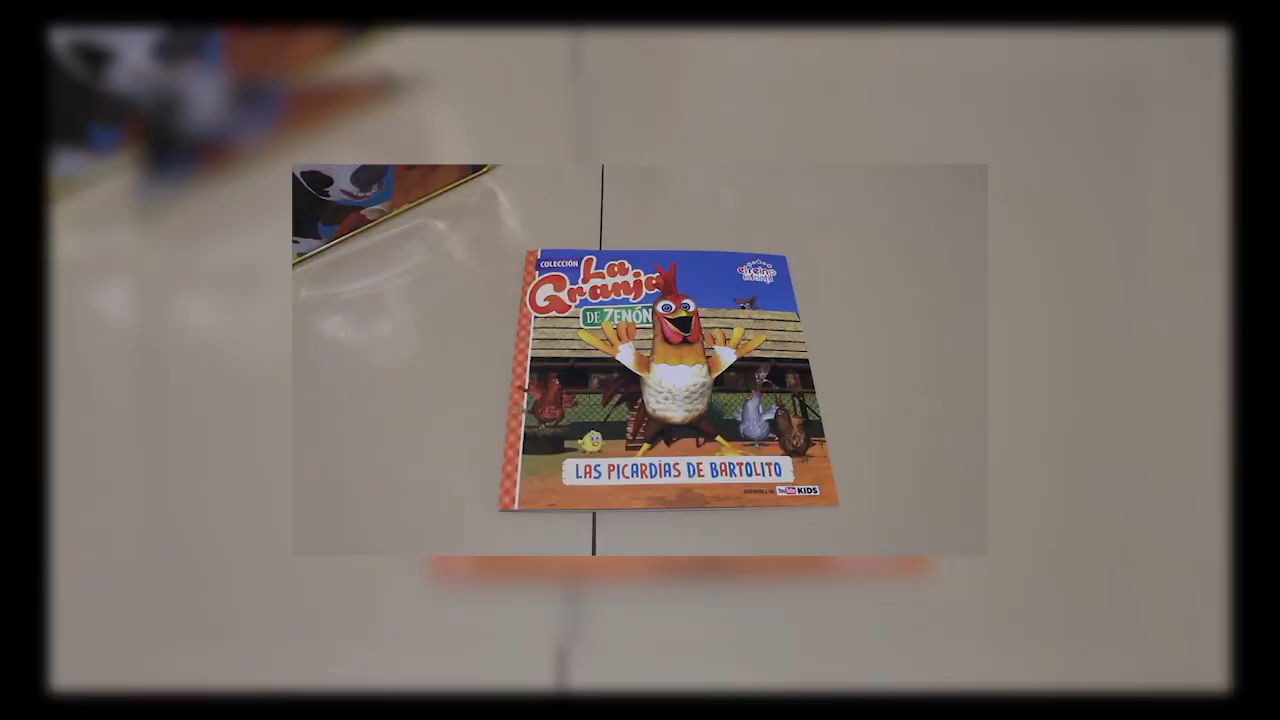 COLECCIÓN
La
Granja
DE ZENÓN
el reino
infantil
LAS PICARDÍAS DE BARTOLITO
YouTube KIDS